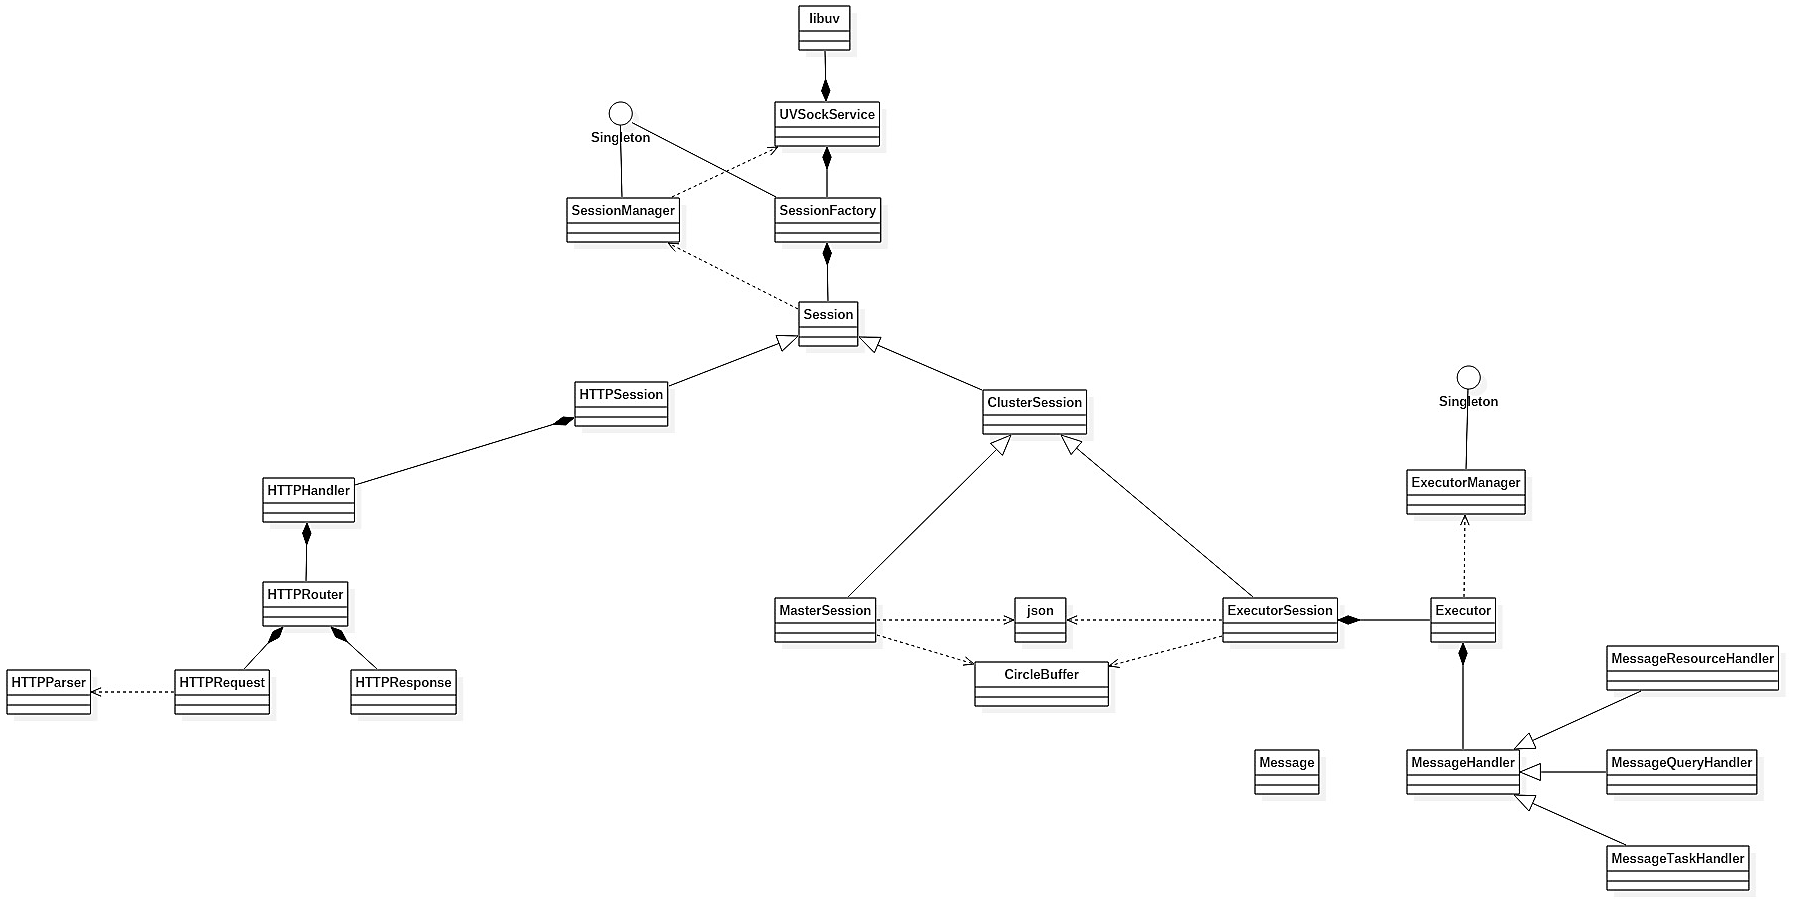 libuv
UVSockService
Singleton
SessionManager
SessionFactory
Session
HTTPSession
ClusterSession
Singleton
ExecutorManager
HTTPHandler
HTTPRouter
MasterSession
json
ExecutorSession
Executor
CircleBuffer
MessageResourceHandler
HTTPParser
HTTPRequest
HTTPResponse
Message
MessageHandler
MessageQueryHandler
MessageTaskHandler